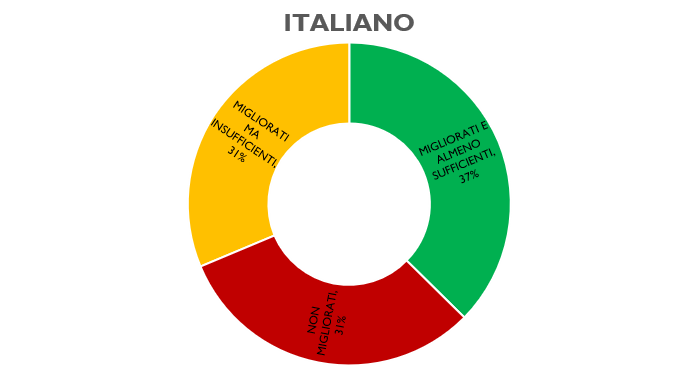 ITALIANO
MIGLIORATI E
ALMENO
SUFFICIENTI,
37%
NON
MIGLIORATI,
31%
MIGLIORATI
MA
INSUFFICIENTI,
31%